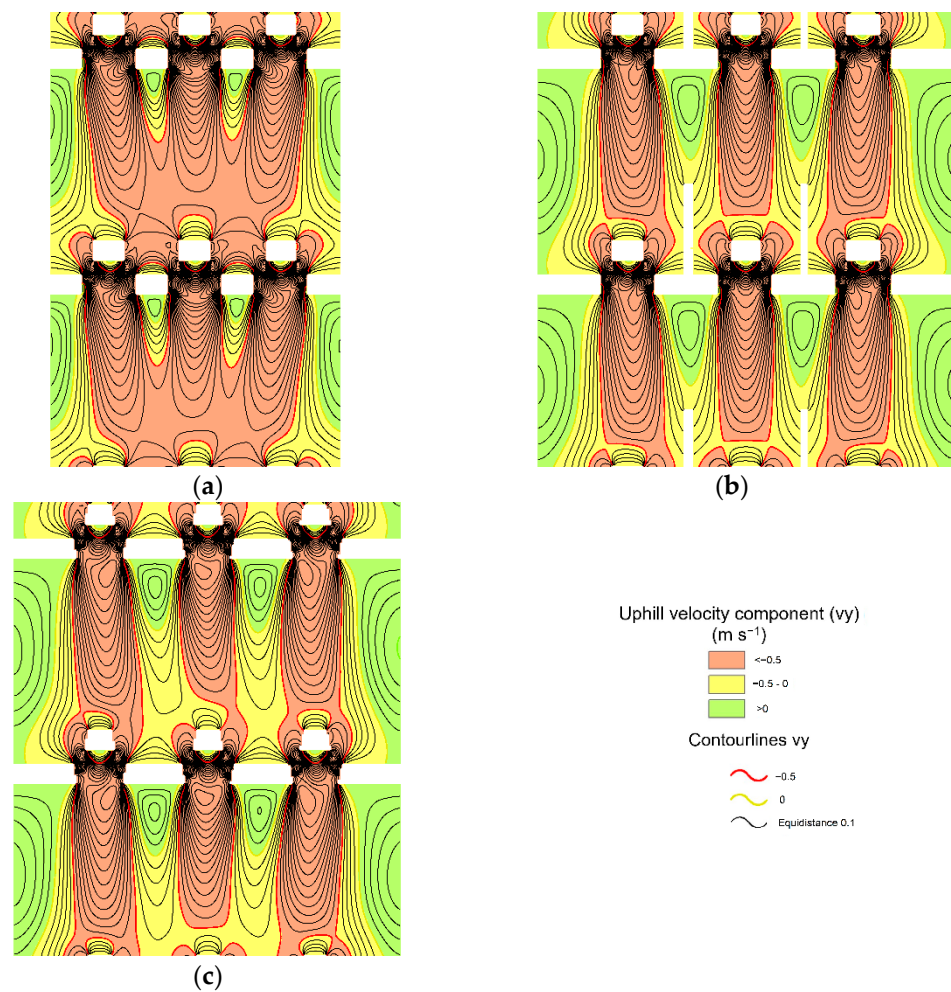 (a)
(b)
(c)
Uphill velocity component (vy)
(m s⁻¹)
<−0.5
−0.5 - 0
>0
Contourlines vy
−0.5
0
Equidistance 0.1